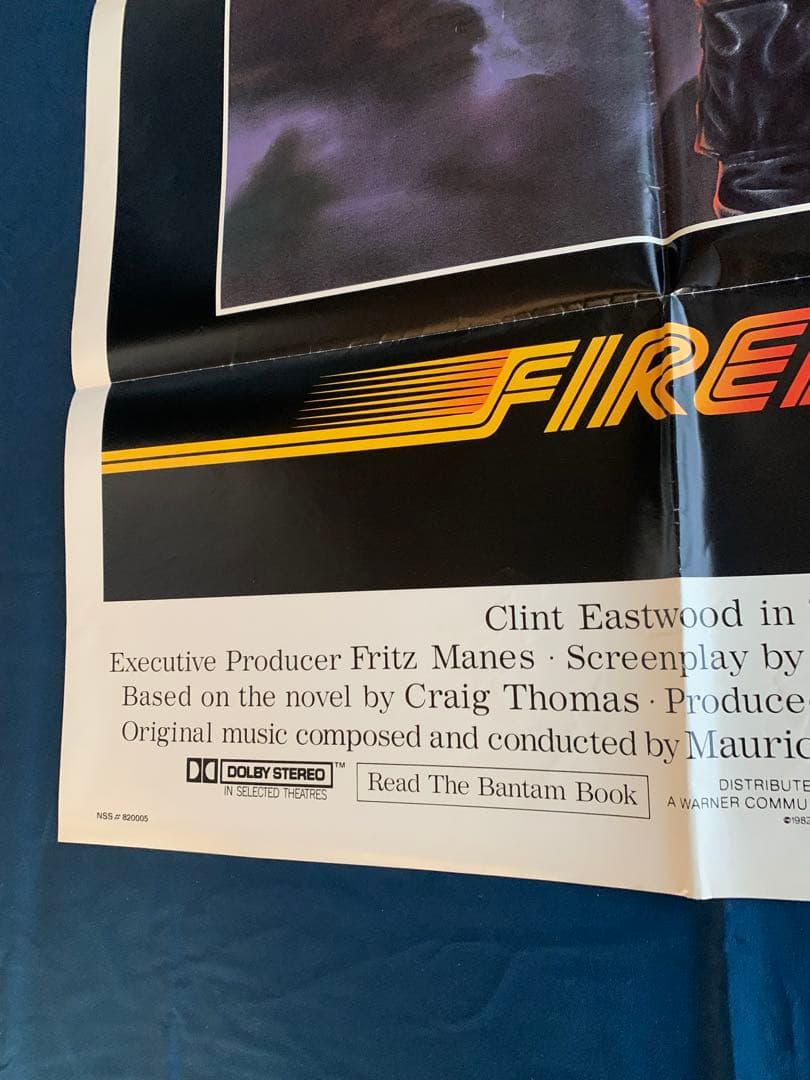 FIRE
Clint Eastwood in
Executive Producer Fritz Manes · Screenplay by
Based on the novel by Craig Thomas · Produce
Original music composed and conducted by Mauric
DOLBY STEREO™
IN SELECTED THEATRES
Read The Bantam Book
DISTRIBUTE
A WARNER COMMU
©1982
NSS # 820005